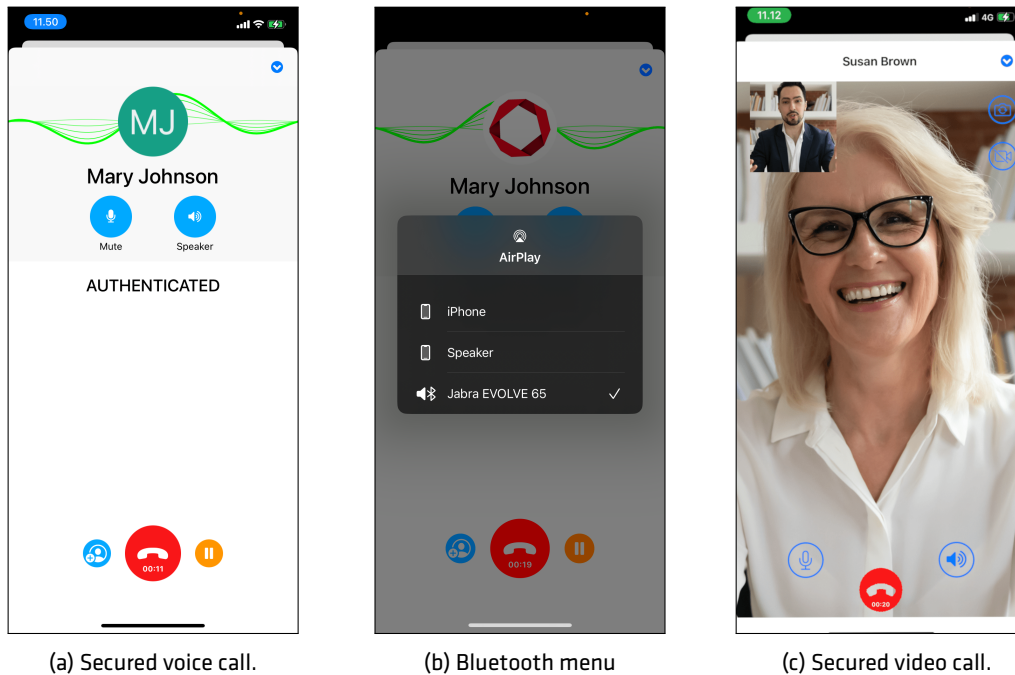 11.50
MJ
Mary Johnson
Mute
Speaker
AUTHENTICATED
00:11
(a) Secured voice call.
Mary Johnson
AirPlay
iPhone
Speaker
Jabra EVOLVE 65
00:19
(b) Bluetooth menu
11.12
4G
Susan Brown
00:20
(c) Secured video call.